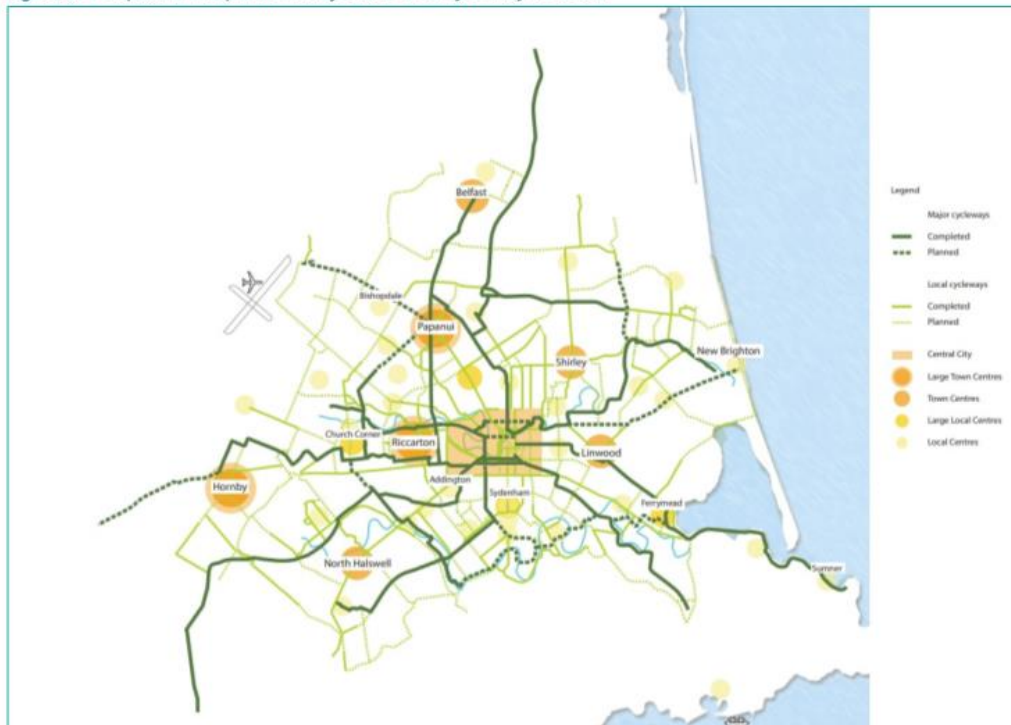 Belfast
Bishopdale
Papanui
Shirley
New Brighton
Church Corner
Riccarton
Linwood
Hornby
Addington
Sydenham
Ferrymead
North Halswell
Sumner
Legend
Major cycleways
Completed
Planned
Local cycleways
Completed
Planned
Central City
Large Town Centres
Town Centres
Large Local Centres
Local Centres